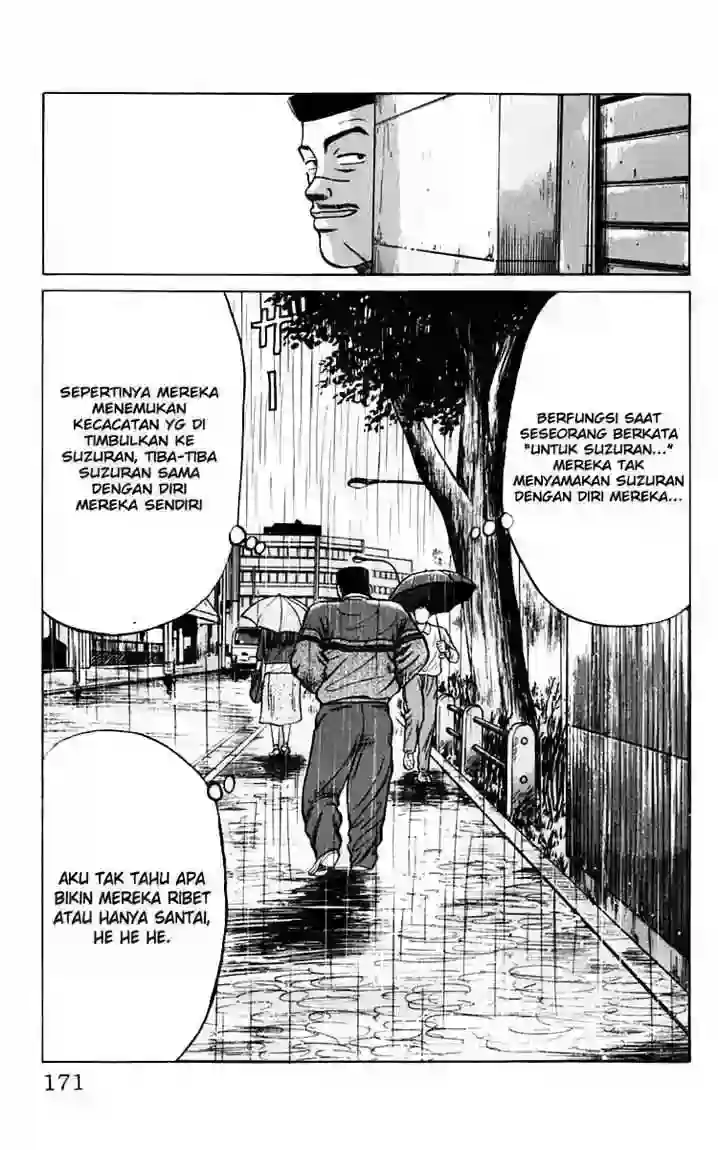 BERFUNGSI SAAT
SESEORANG BERKATA
"UNTUK SUZURAN..."
MEREKA TAK
MENYAMAKAN SUZURAN
DENGAN DIRI MEREKA...
SEPERTINYA MEREKA
MENEMUKAN
KECACATAN YG DI
TIMBULKAN KE
SUZURAN, TIBA-TIBA
SUZURAN SAMA
DENGAN DIRI
MEREKA SENDIRI
AKU TAK TAHU APA
BIKIN MEREKA RIBET
ATAU HANYA SANTAI,
HE HE HE.
171